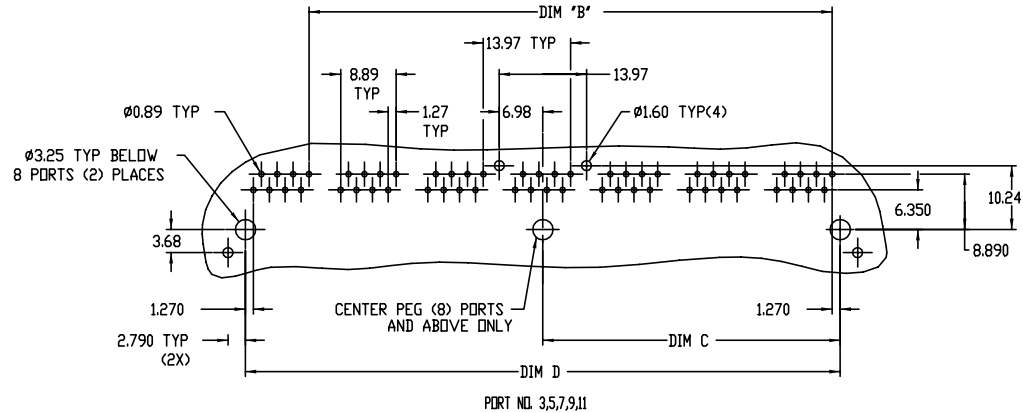 DIM "B"
13.97 TYP
8.89
TYP
13.97
1.27
TYP
6.98
Ø0.89 TYP
Ø1.60 TYP(4)
Ø3.25 TYP BELOW
8 PORTS (2) PLACES
10.24
6.350
3.68
8.890
1.270
CENTER PEG (8) PORTS
AND ABOVE ONLY
1.270
2.790 TYP
(2X)
DIM C
DIM D
PORT NO. 3,5,7,9,11